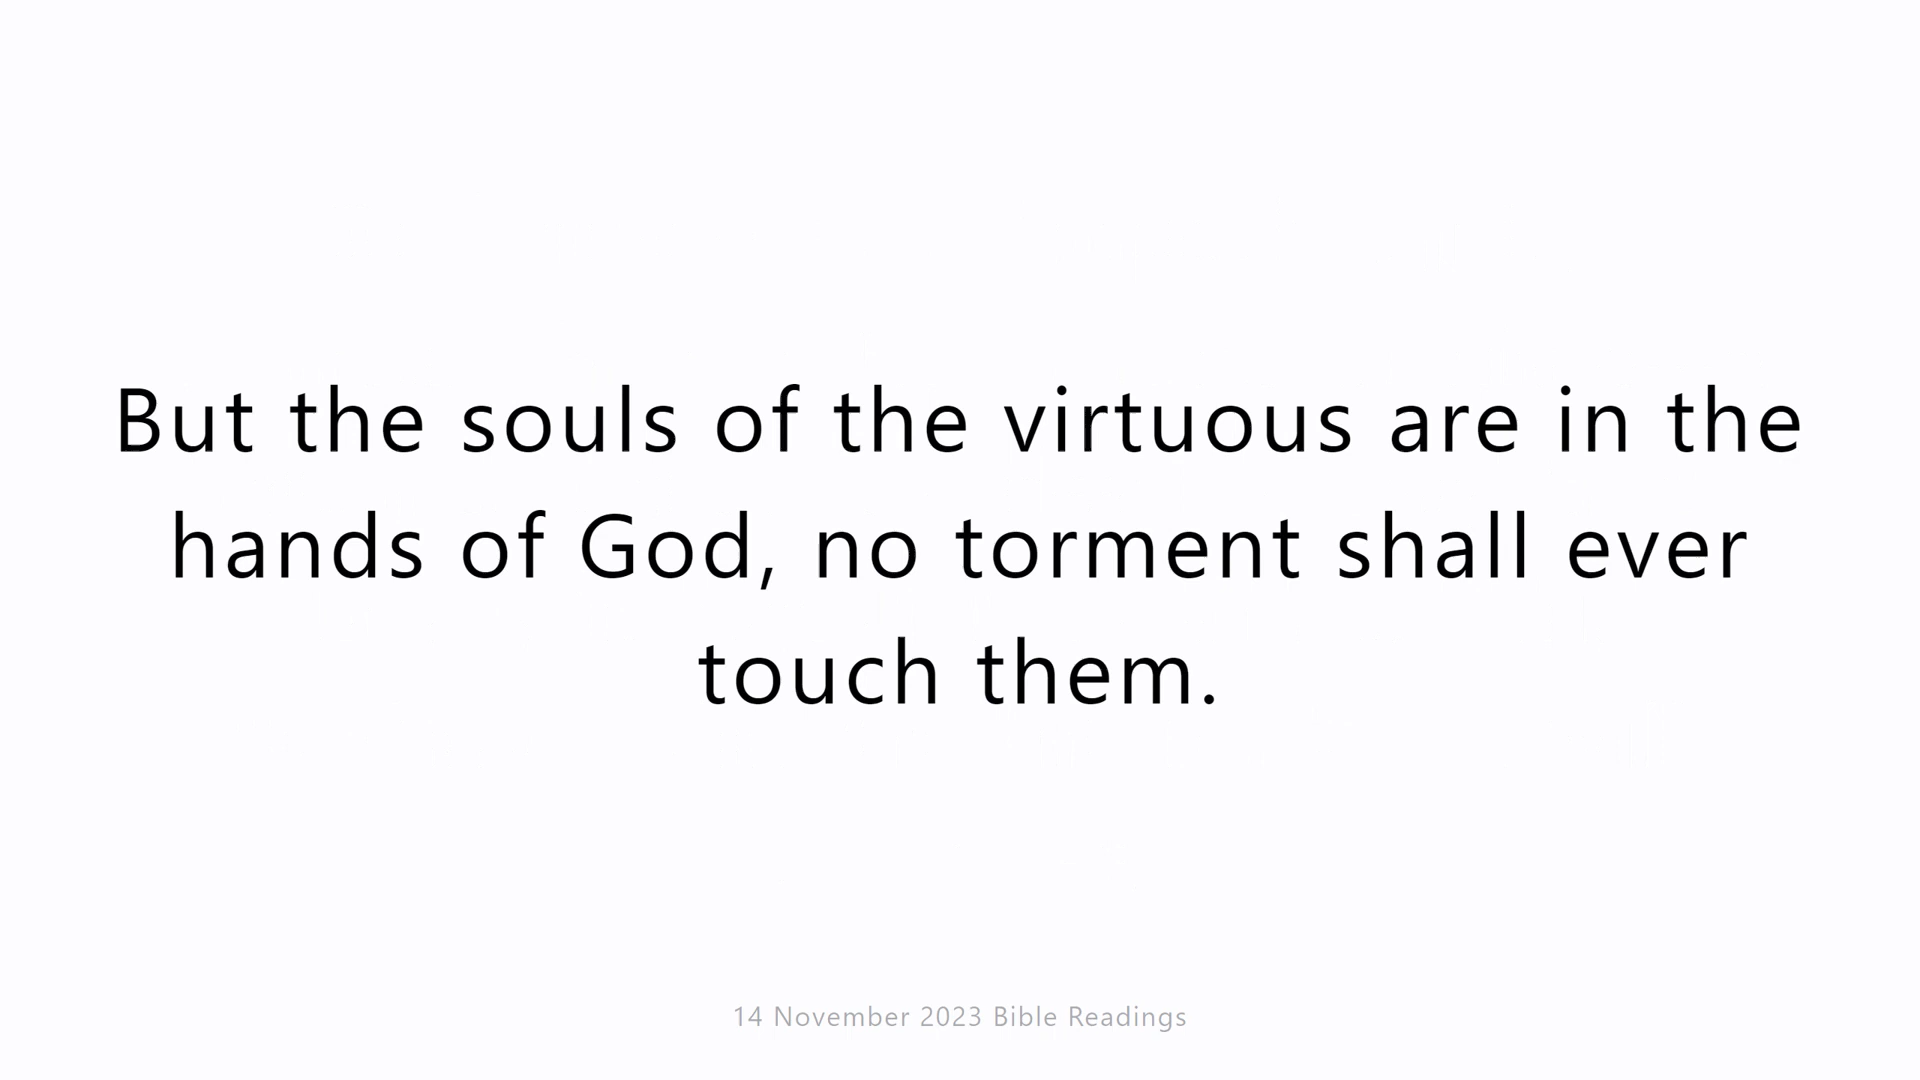 But the souls of the virtuous are in the
hands of God, no torment shall ever
touch them.
14 November 2023 Bible Readings